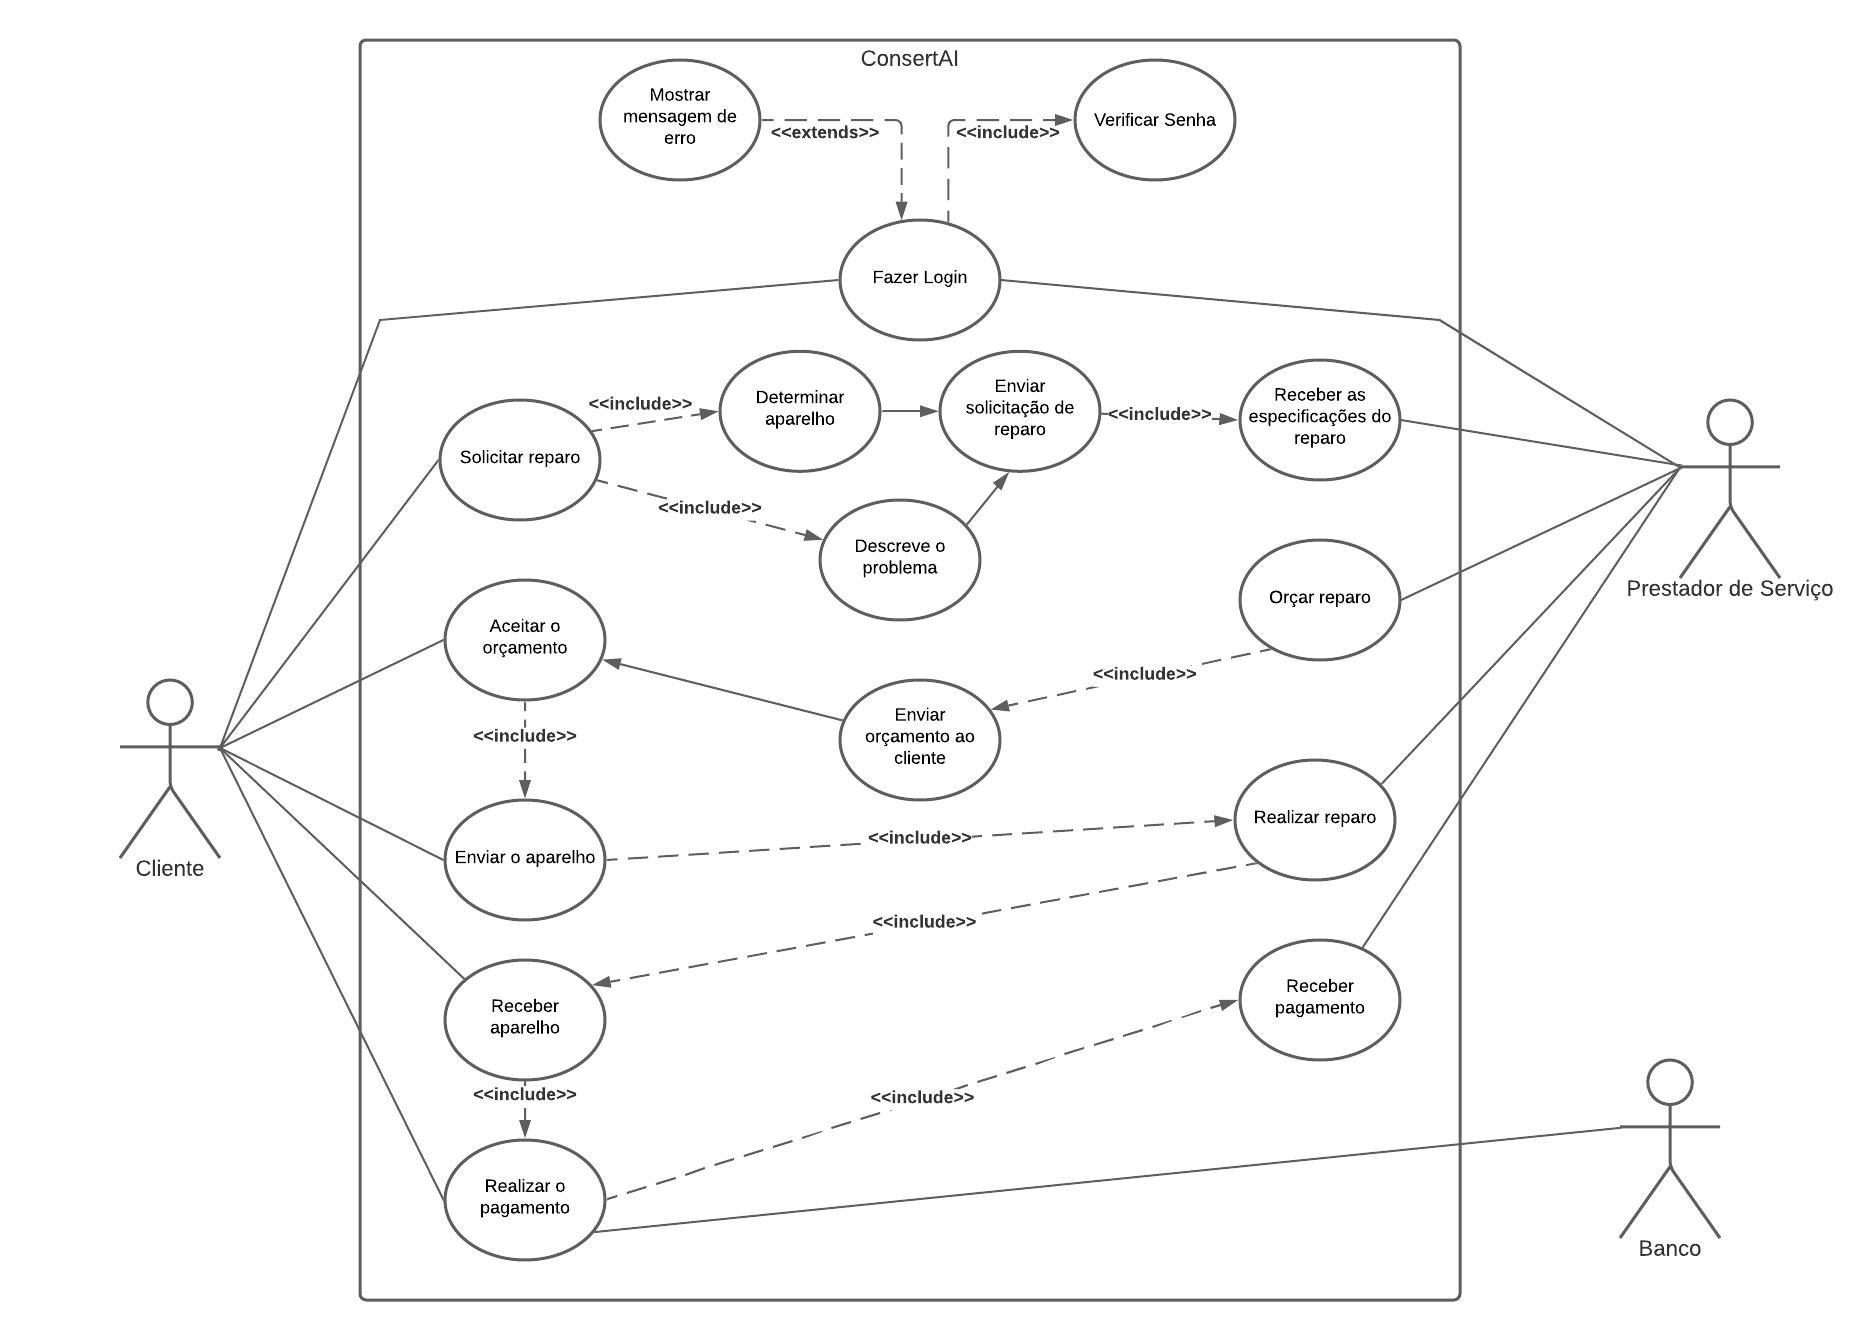 ConsertAI
Mostrar
mensagem de
erro
<<extends>>
<<include>>
Verificar Senha
Fazer Login
Solicitar reparo
<<include>>
Determinar
aparelho
Enviar
solicitação de
reparo
<<include>>
Receber as
especificações do
reparo
<<include>>
Descreve o
problema
Prestador de Serviço
Aceitar o
orçamento
Orçar reparo
<<include>>
Enviar
orçamento ao
cliente
<<include>>
Cliente
Enviar o aparelho
<<include>>
Realizar reparo
<<include>>
Receber
aparelho
Receber
pagamento
<<include>>
<<include>>
Realizar o
pagamento
Banco